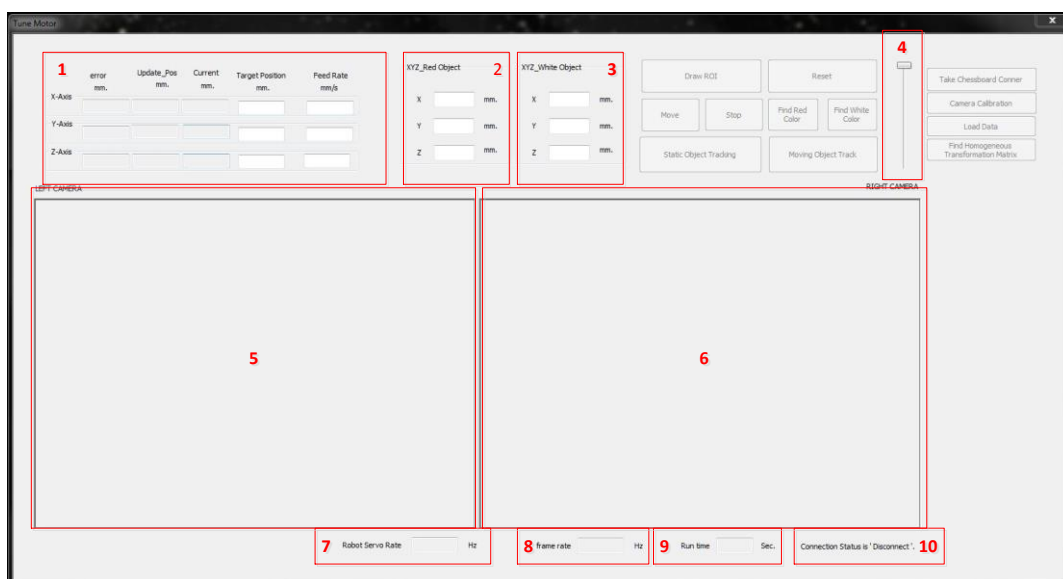 Tune Motor
x
1
error
mm.
Update_Pos
mm.
Current
mm.
Target Position
mm.
Feed Rate
mm/s
X-Axis
Y-Axis
Z-Axis
XYZ_Red Object
2
X mm.
Y mm.
Z mm.
XYZ_White Object
3
X mm.
Y mm.
Z mm.
Draw ROI
Reset
Move
Stop
Find Red
Color
Find White
Color
Static Object Tracking
Moving Object Track
4
Take Chessboard Conner
Camera Calibration
Load Data
Find Homogeneous
Transformation Matrix
LEFT CAMERA
RIGHT CAMERA
5
6
7 Robot Servo Rate Hz
8 frame rate Hz
9 Run time Sec.
Connection Status is ' Disconnect '. 10